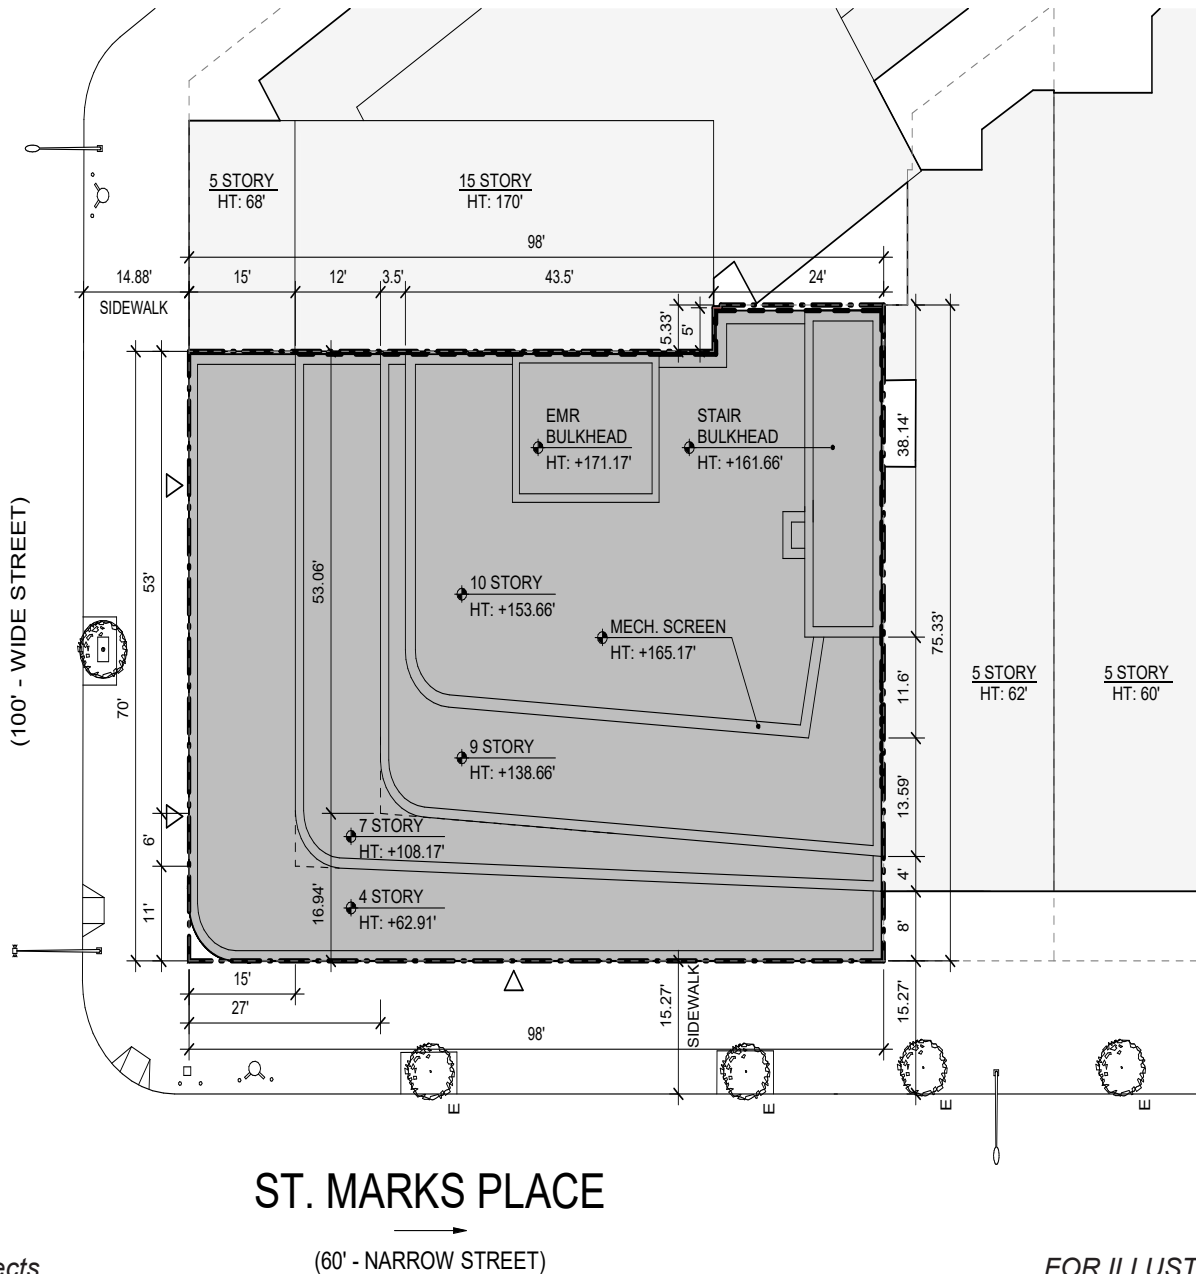 5 STORY
HT: 68'
15 STORY
HT: 170'
98'
14.88'
15'
12'
3.5'
43.5'
24'
SIDEWALK
5.33'
5'
EMR
BULKHEAD
HT: +171.17'
STAIR
BULKHEAD
HT: +161.66'
38.14'
(100' - WIDE STREET)
53'
53.06'
10 STORY
HT: +153.66'
MECH. SCREEN
HT: +165.17'
75.33'
11.6'
5 STORY
HT: 62'
5 STORY
HT: 60'
70'
9 STORY
HT: +138.66'
13.59'
7 STORY
HT: +108.17'
6'
4'
4 STORY
HT: +62.91'
16.94'
11'
8'
15'
27'
98'
15.27'
SIDEWALK
15.27'
E
E
E
E
ST. MARKS PLACE
(60' - NARROW STREET)
ects
FOR ILLUST